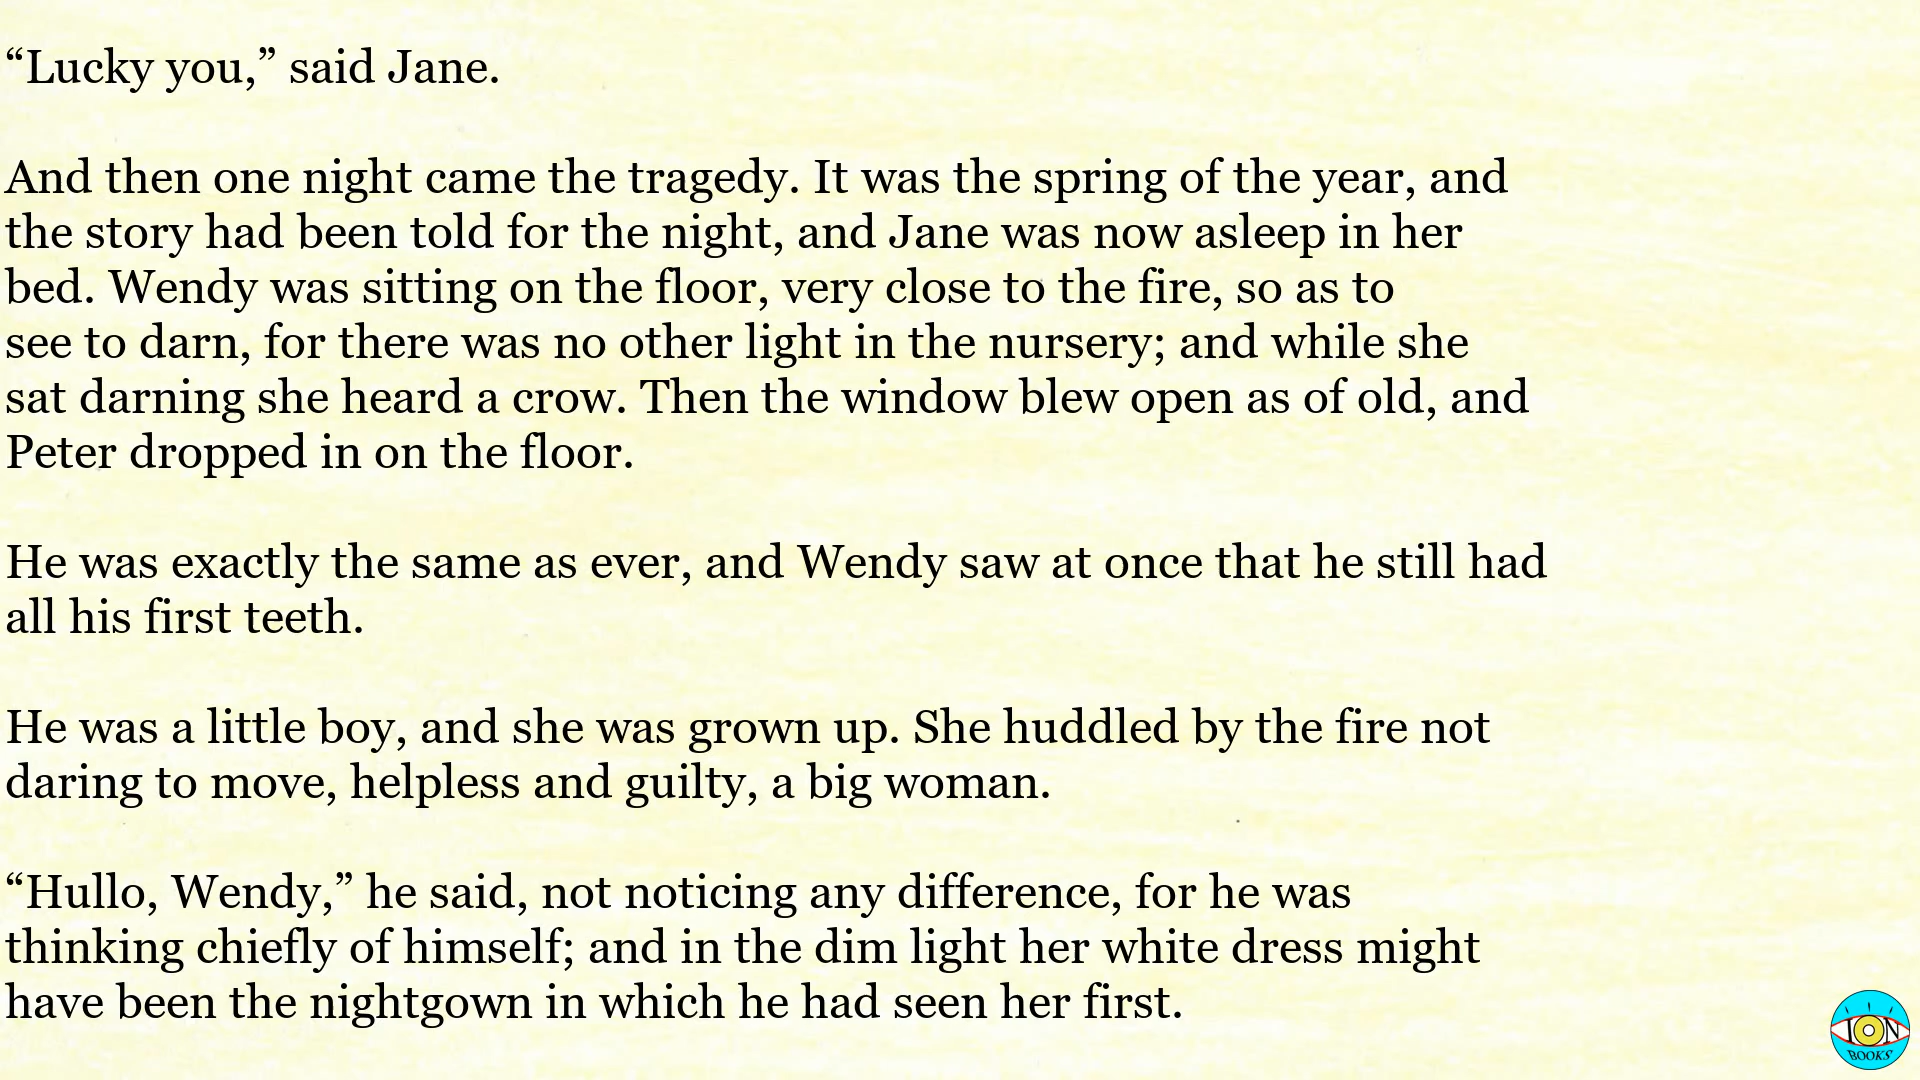 “Lucky you,” said Jane.
And then one night came the tragedy. It was the spring of the year, and
the story had been told for the night, and Jane was now asleep in her
bed. Wendy was sitting on the floor, very close to the fire, so as to
see to darn, for there was no other light in the nursery; and while she
sat darning she heard a crow. Then the window blew open as of old, and
Peter dropped in on the floor.
He was exactly the same as ever, and Wendy saw at once that he still had
all his first teeth.
He was a little boy, and she was grown up. She huddled by the fire not
daring to move, helpless and guilty, a big woman.
“Hullo, Wendy,” he said, not noticing any difference, for he was
thinking chiefly of himself; and in the dim light her white dress might
have been the nightgown in which he had seen her first.
ION
BOOKS